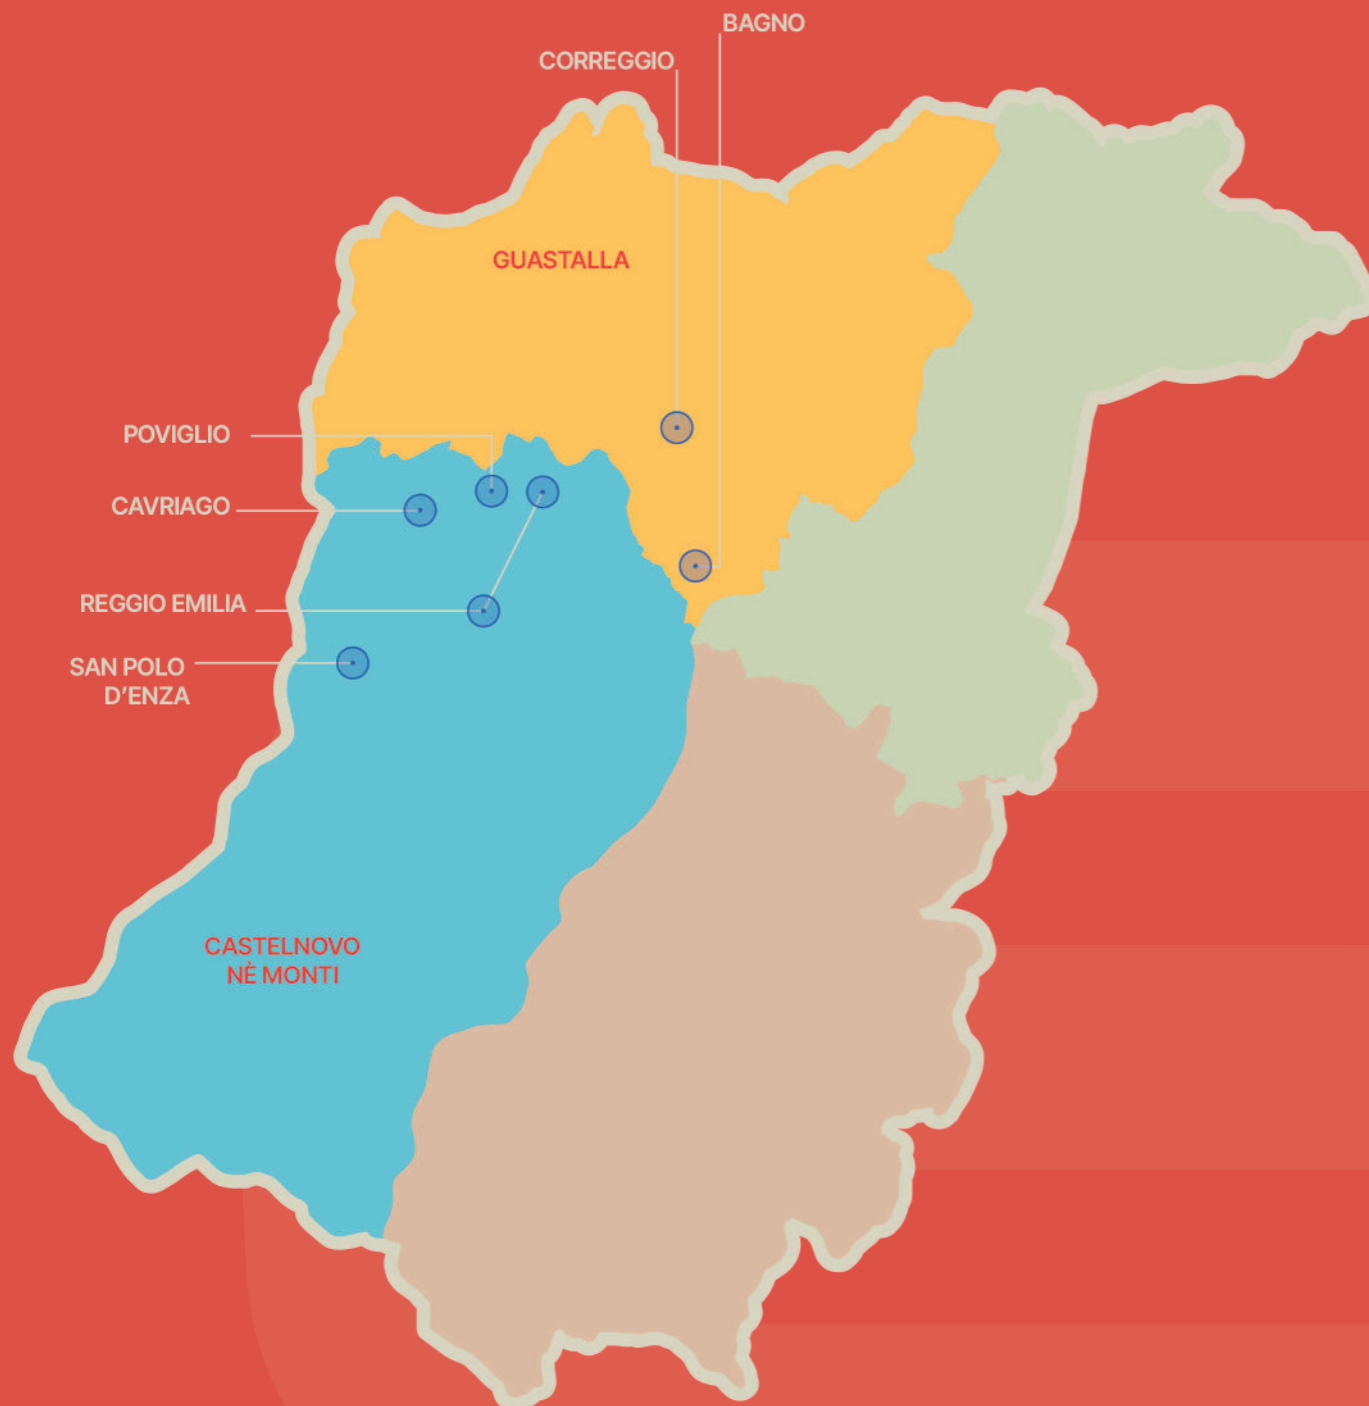 BAGNO
CORREGGIO
GUASTALLA
POVIGLIO
CAVRIAGO
REGGIO EMILIA
SAN POLO
D'ENZA
CASTELNOVO
NÈ MONTI